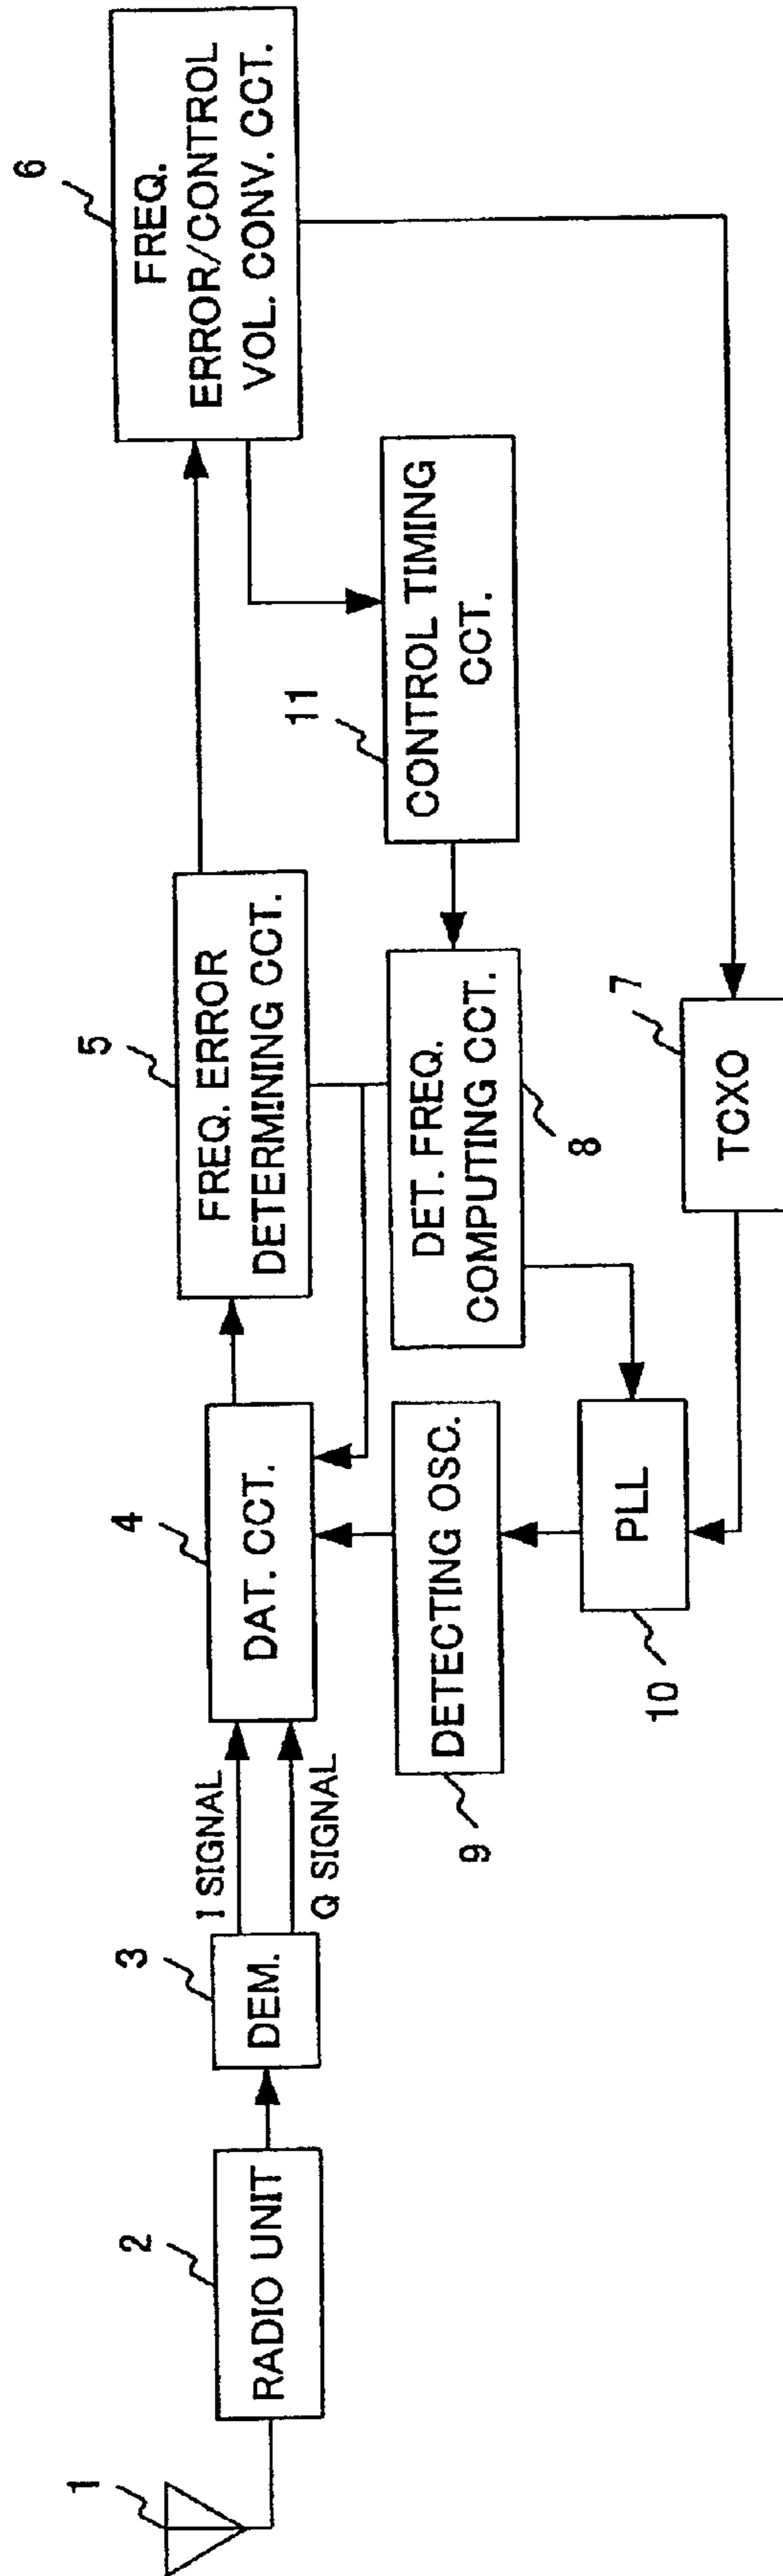 1
2
RADIO UNIT
3
DEM.
I SIGNAL
Q SIGNAL
4
DAT. CCT.
5
FREQ. ERROR
DETERMINING CCT.
6
FREQ.
ERROR/CONTROL
VOL. CONV. CCT.
11
CONTROL TIMING
CCT.
DET. FREQ.
COMPUTING CCT.
8
DETECTING OSC.
9
PLL
10
7
TCXO